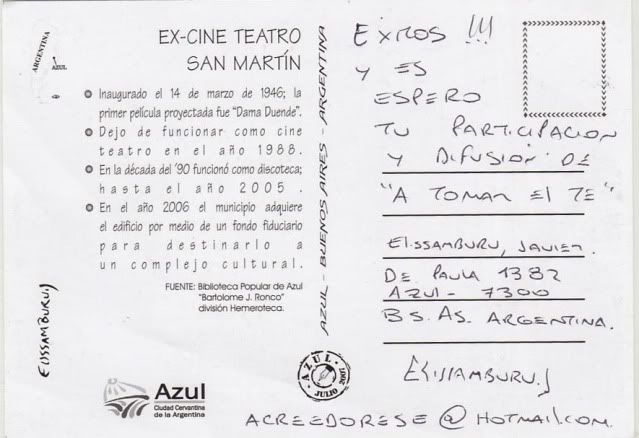 ARGENTINA
AZUL
EX-CINE TEATRO
SAN MARTÍN
Inaugurado el 14 de marzo de 1946; la
primer película proyectada fue "Dama Duende".
Dejo de funcionar como cine
teatro en el año 1988.
En la década del '90 funcionó como discoteca;
hasta el año 2005.
En el año 2006 el municipio adquiere
el edificio por medio de un fondo fiduciario
para destinarlo a
un complejo cultural.
FUENTE: Biblioteca Popular de Azul
"Bartolome J. Ronco"
división Hemeroteca.
ELISSAMBURU.J
Azul
Ciudad Cervantina
de la Argentina
AZUL - BUENOS AIRES - ARGENTINA
AZUL
JULIO 2007
EXITOS !!!
Y ES
ESPERO
TU PARTICIPACION
Y DIFUSION DE
"A TOMAR El TE"
ELISSAMBURU, JAVIER.
DE PAULA 1382
AZUL - 7300
BS. AS. ARGENTINA.
ELISSAMBURU.J
ACREEDORESE@HOTMAIL.COM.